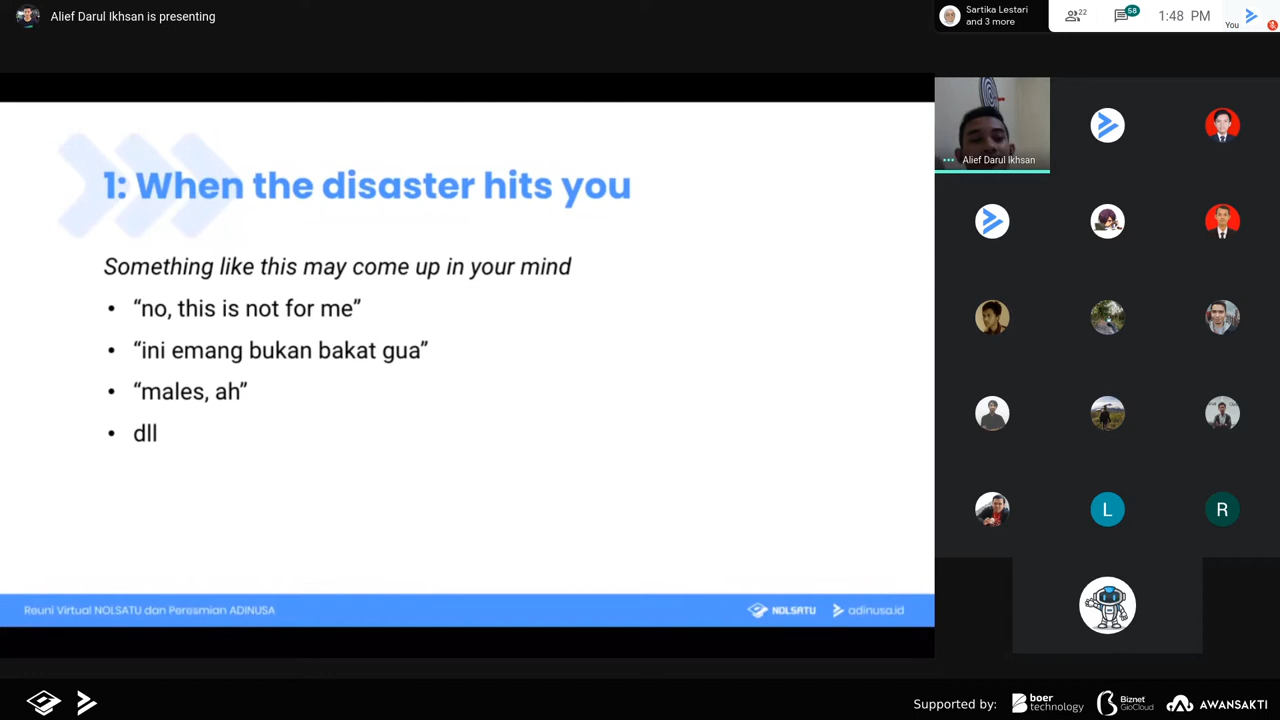 Alief Darul Ikhsan is presenting
Sartika Lestari
and 3 more
22
58
1:48 PM
You
Alief Darul Ikhsan
1: When the disaster hits you
Something like this may come up in your mind
• “no, this is not for me”
• “ini emang bukan bakat gua”
• “males, ah”
• dll
L
R
Reuni Virtual NOLSATU dan Peresmian ADINUSA
NOLSATU
adinusa.id
Supported by:
boer
technology
Biznet
GioCloud
AWANSAKTI